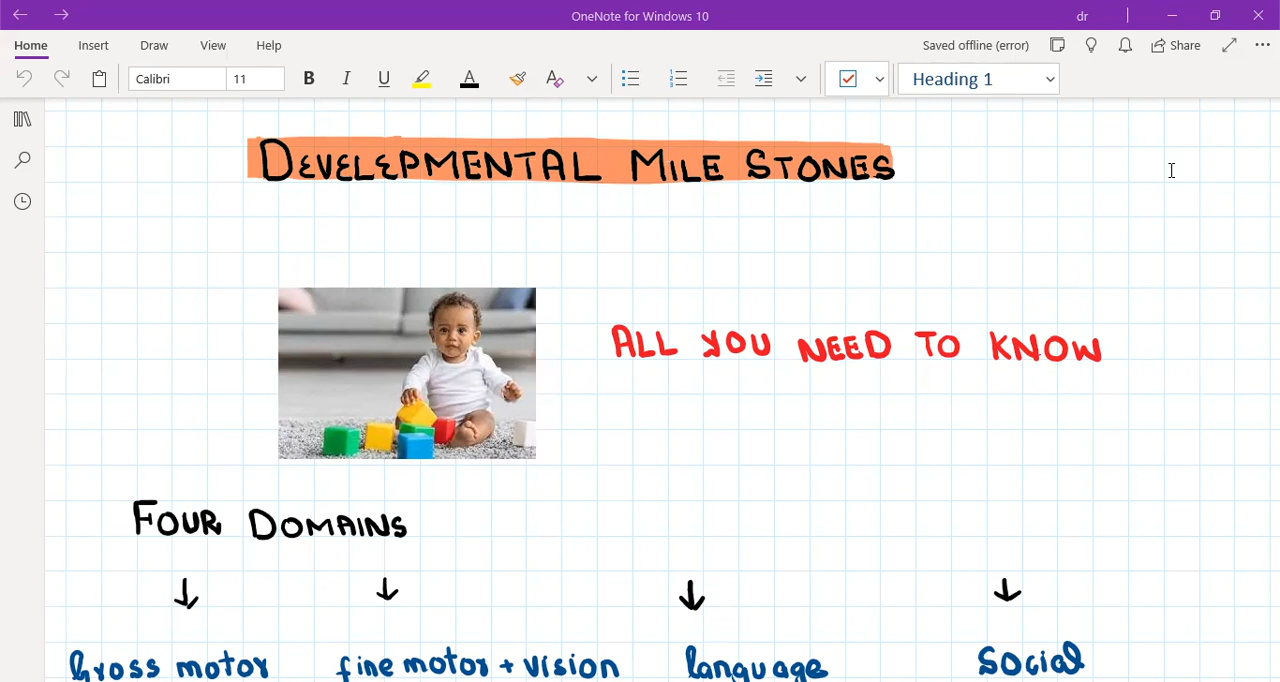 OneNote for Windows 10
dr
Home Insert Draw View Help
Saved offline (error)
Share
Calibri 11 B I U A A Heading 1
DEVELEPMENTAL MILE STONES
ALL YOU NEED TO KNOW
FOUR DOMAINS
Gross motor fine motor + vision language social